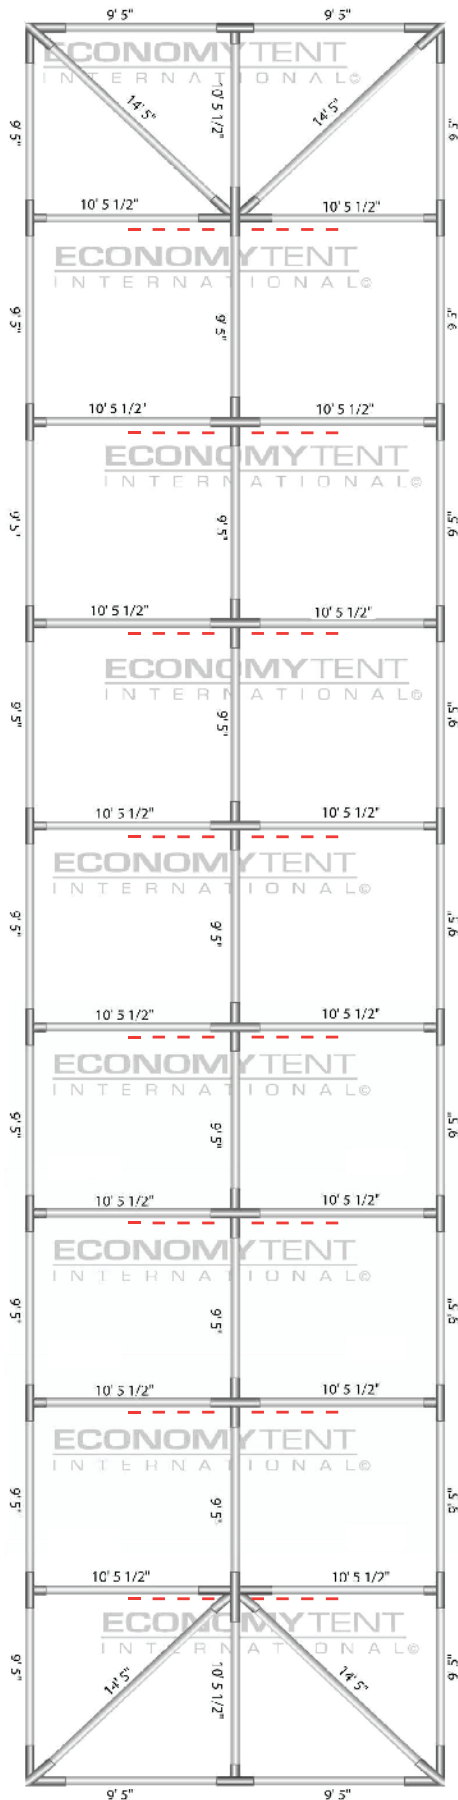 9' 5" 9' 5"
ECONOMYTENT
INTERNATIONAL©
9' 5" 14' 5" 10' 5 1/2" 14' 5" 9' 5"
10' 5 1/2" 10' 5 1/2"
ECONOMYTENT
INTERNATIONAL©
9' 5" 9' 5" 9' 5"
10' 5 1/2" 10' 5 1/2"
ECONOMYTENT
INTERNATIONAL©
9' 5" 9' 5" 9' 5"
10' 5 1/2" 10' 5 1/2"
ECONOMYTENT
INTERNATIONAL©
9' 5" 9' 5" 9' 5"
10' 5 1/2" 10' 5 1/2"
ECONOMYTENT
INTERNATIONAL©
9' 5" 9' 5" 9' 5"
10' 5 1/2" 10' 5 1/2"
ECONOMYTENT
INTERNATIONAL©
9' 5" 9' 5" 9' 5"
10' 5 1/2" 10' 5 1/2"
ECONOMYTENT
INTERNATIONAL©
9' 5" 9' 5" 9' 5"
10' 5 1/2" 10' 5 1/2"
ECONOMYTENT
INTERNATIONAL©
9' 5" 9' 5" 9' 5"
10' 5 1/2" 10' 5 1/2"
ECONOMYTENT
INTERNATIONAL©
9' 5" 14' 5" 10' 5 1/2" 14' 5" 9' 5"
9' 5" 9' 5"